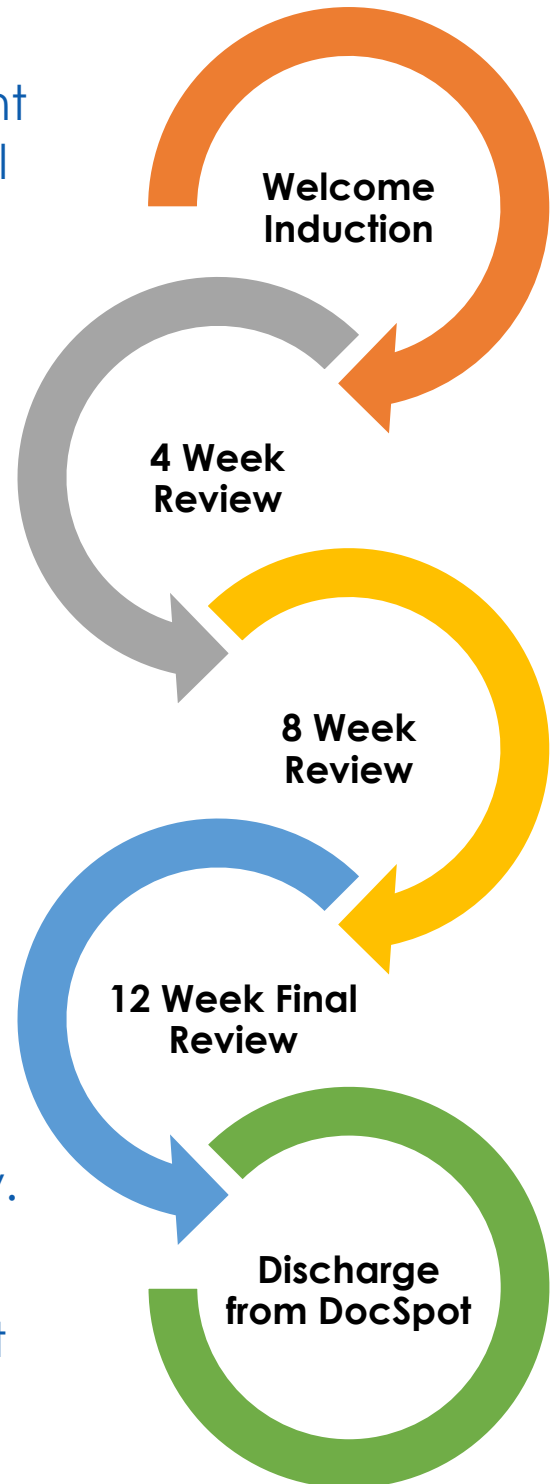 Welcome
Induction
4 Week
Review
8 Week
Review
12 Week Final
Review
Discharge
from DocSpot